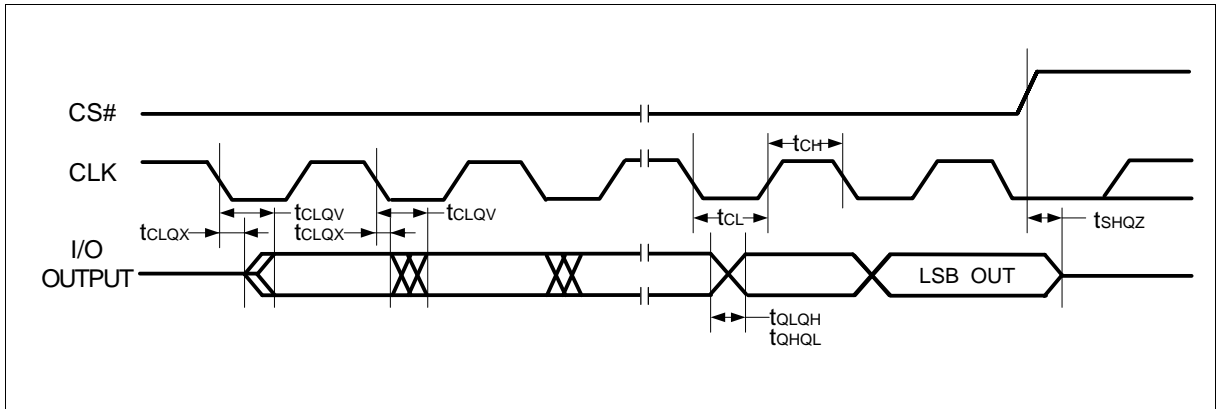 CS#
tCH
CLK
tCLQV
tCLQV
tCL
tCLQX
tCLQX
tSHQZ
I/O
OUTPUT
LSB OUT
tQLQH
tQHQL